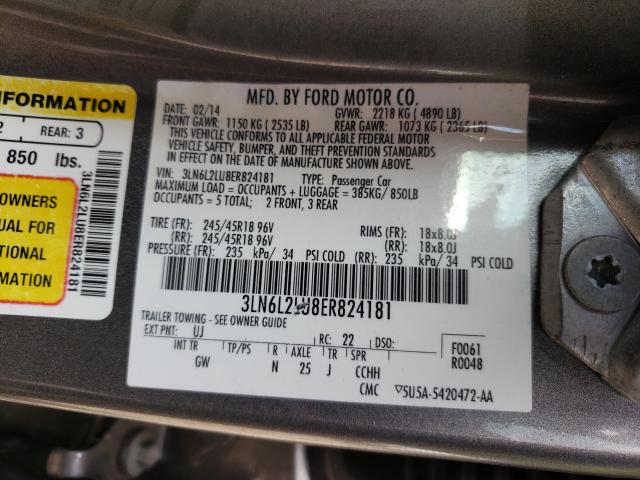 INFORMATION
2
REAR: 3
850 lbs.
OWNERS
UAL FOR
TIONAL
FORMATION
3LN6L2LU8ER824181
MFD. BY FORD MOTOR CO.
DATE: 02/14 GVWR: 2218 KG ( 4890 LB)
FRONT GAWR: 1150 KG ( 2535 LB) REAR GAWR: 1073 KG ( 2365 LB)
THIS VEHICLE CONFORMS TO ALL APPLICABLE FEDERAL MOTOR
VEHICLE SAFETY, BUMPER, AND THEFT PREVENTION STANDARDS
IN EFFECT ON THE DATE OF MANUFACTURE SHOWN ABOVE.
VIN: 3LN6L2LU8ER824181 TYPE: Passenger Car
MAXIMUM LOAD = OCCUPANTS + LUGGAGE = 385KG/ 850LB
OCCUPANTS = 5 TOTAL; 2 FRONT, 3 REAR
TIRE (FR): 245/45R18 96V RIMS (FR): 18x8.0J
(RR): 245/45R18 96V (RR): 18x8.0J
PRESSURE (FR): 235 kPa/ 34 PSI COLD (RR): 235 kPa/ 34 PSI COLD
3LN6L2LU8ER824181
TRAILER TOWING - SEE OWNER GUIDE
EXT PNT: UJ RC: 22 DSO: F0061
R0048
INT TR TP/PS R AXLE TR SPR
GW N 25 J CCHH
CMC ▽5U5A-5420472-AA